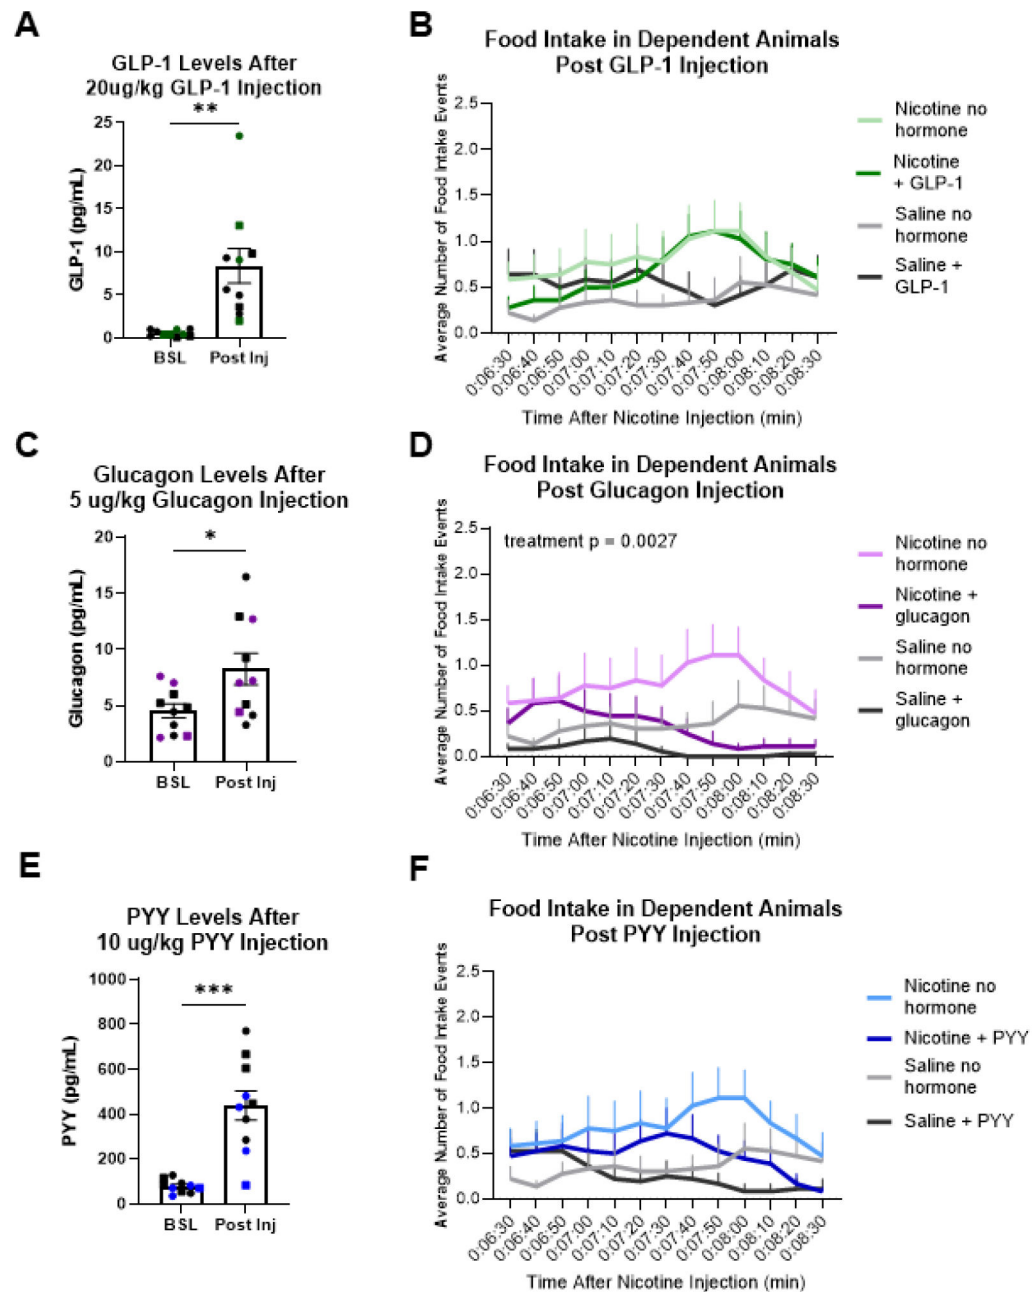 A
GLP-1 Levels After
20ug/kg GLP-1 Injection
**
GLP-1 (pg/mL)
25
20
15
10
5
0
BSL
Post Inj
B
Food Intake in Dependent Animals
Post GLP-1 Injection
Average Number of Food Intake Events
2.5
2.0
1.5
1.0
0.5
0.0
0:06:30
0:06:40
0:06:50
0:07:00
0:07:10
0:07:20
0:07:30
0:07:40
0:07:50
0:08:00
0:08:10
0:08:20
0:08:30
Time After Nicotine Injection (min)
Nicotine no
hormone
Nicotine
+ GLP-1
Saline no
hormone
Saline +
GLP-1
C
Glucagon Levels After
5 ug/kg Glucagon Injection
*
Glucagon (pg/mL)
20
15
10
5
0
BSL
Post Inj
D
Food Intake in Dependent Animals
Post Glucagon Injection
treatment p = 0.0027
Average Number of Food Intake Events
2.5
2.0
1.5
1.0
0.5
0.0
0:06:30
0:06:40
0:06:50
0:07:00
0:07:10
0:07:20
0:07:30
0:07:40
0:07:50
0:08:00
0:08:10
0:08:20
0:08:30
Time After Nicotine Injection (min)
Nicotine no
hormone
Nicotine +
glucagon
Saline no
hormone
Saline +
glucagon
E
PYY Levels After
10 ug/kg PYY Injection
***
PYY (pg/mL)
1000
800
600
400
200
0
BSL
Post Inj
F
Food Intake in Dependent Animals
Post PYY Injection
Average Number of Food Intake Events
2.5
2.0
1.5
1.0
0.5
0.0
0:06:30
0:06:40
0:06:50
0:07:00
0:07:10
0:07:20
0:07:30
0:07:40
0:07:50
0:08:00
0:08:10
0:08:20
0:08:30
Time After Nicotine Injection (min)
Nicotine no
hormone
Nicotine + PYY
Saline no
hormone
Saline + PYY